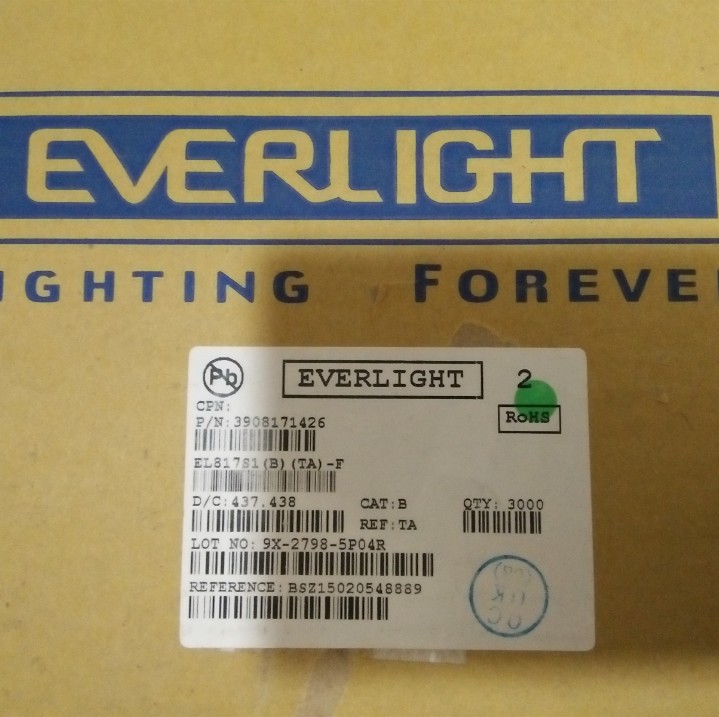 EVERLIGHT
IGHTING FOREVE
Pb
EVERLIGHT
2
RoHS
CPN:
P/N:3908171426
EL817S1(B)(TA)-F
D/C:437.438
CAT:B
QTY: 3000
REF:TA
LOT NO: 9X-2798-5P04R
REFERENCE:BSZ15020548889